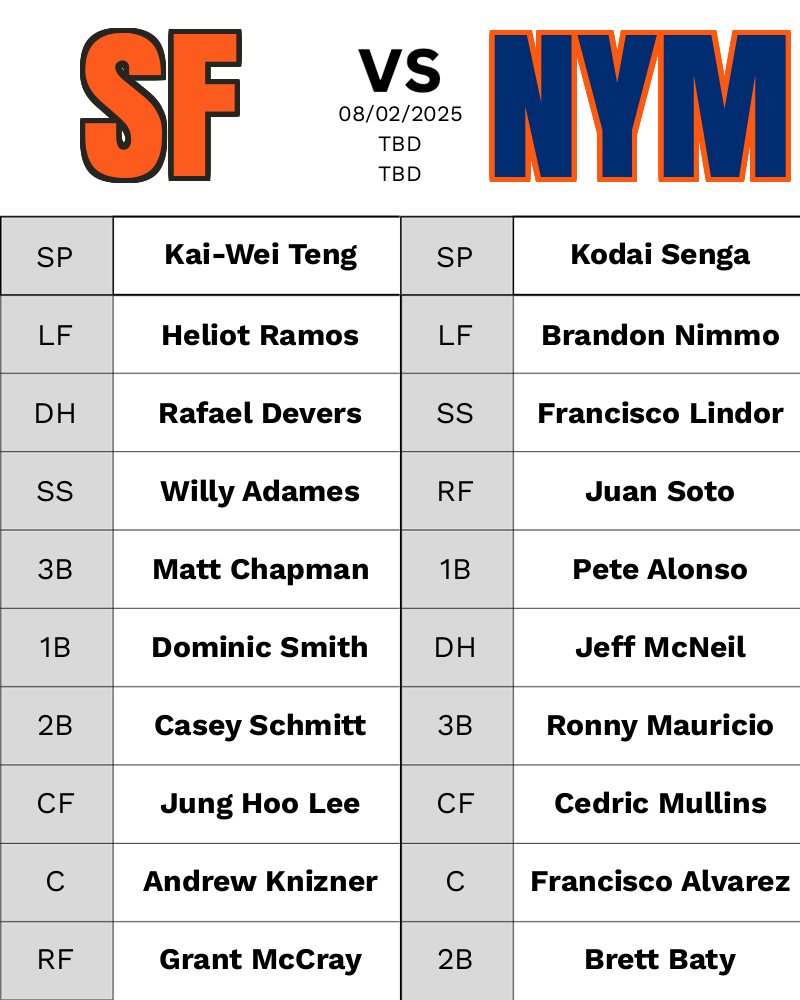 SF
VS
08/02/2025
TBD
TBD
NYM
SP Kai-Wei Teng SP Kodai Senga
LF Heliot Ramos LF Brandon Nimmo
DH Rafael Devers SS Francisco Lindor
SS Willy Adames RF Juan Soto
3B Matt Chapman 1B Pete Alonso
1B Dominic Smith DH Jeff McNeil
2B Casey Schmitt 3B Ronny Mauricio
CF Jung Hoo Lee CF Cedric Mullins
C Andrew Knizner C Francisco Alvarez
RF Grant McCray 2B Brett Baty